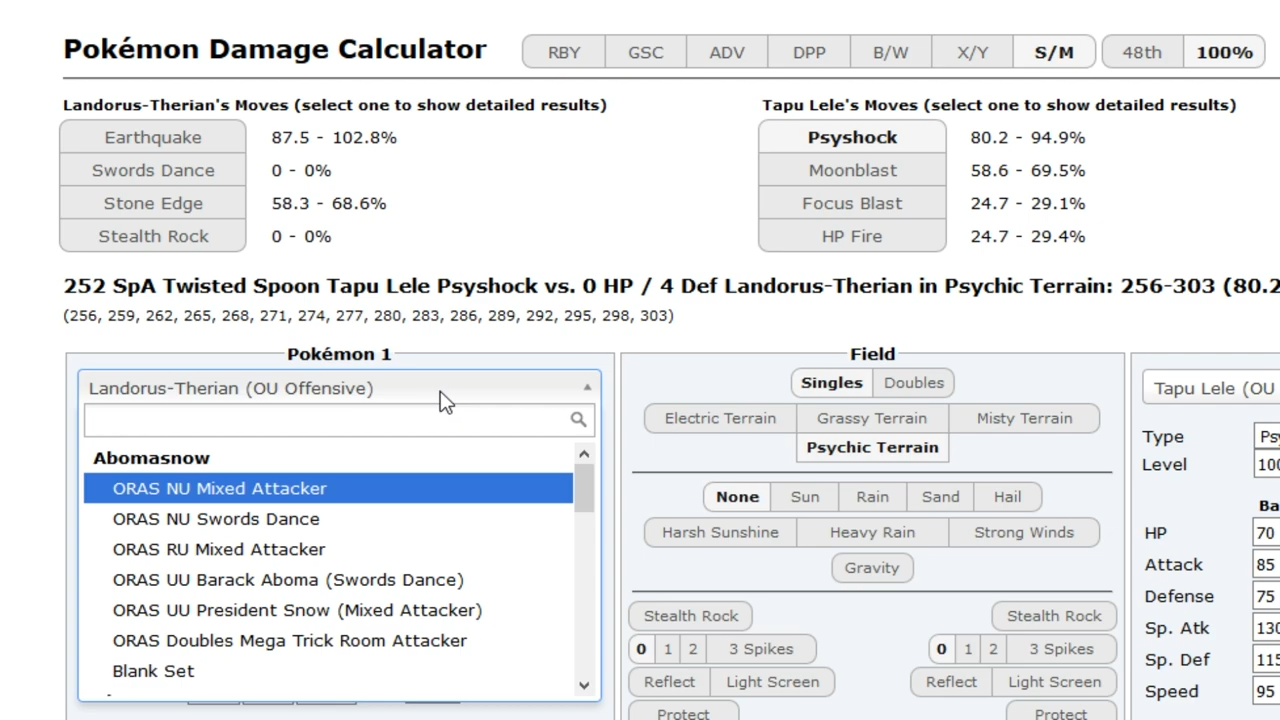 Pokémon Damage Calculator
RBY GSC ADV DPP B/W X/Y S/M 48th 100%
Landorus-Therian's Moves (select one to show detailed results)
Earthquake 87.5 - 102.8%
Swords Dance 0 - 0%
Stone Edge 58.3 - 68.6%
Stealth Rock 0 - 0%
Tapu Lele's Moves (select one to show detailed results)
Psyshock 80.2 - 94.9%
Moonblast 58.6 - 69.5%
Focus Blast 24.7 - 29.1%
HP Fire 24.7 - 29.4%
252 SpA Twisted Spoon Tapu Lele Psyshock vs. 0 HP / 4 Def Landorus-Therian in Psychic Terrain: 256-303 (80.2
(256, 259, 262, 265, 268, 271, 274, 277, 280, 283, 286, 289, 292, 295, 298, 303)
Pokémon 1
Landorus-Therian (OU Offensive)
Abomasnow
ORAS NU Mixed Attacker
ORAS NU Swords Dance
ORAS RU Mixed Attacker
ORAS UU Barack Aboma (Swords Dance)
ORAS UU President Snow (Mixed Attacker)
ORAS Doubles Mega Trick Room Attacker
Blank Set
Field
Singles Doubles
Electric Terrain Grassy Terrain Misty Terrain
Psychic Terrain
None Sun Rain Sand Hail
Harsh Sunshine Heavy Rain Strong Winds
Gravity
Stealth Rock Stealth Rock
0 1 2 3 Spikes 0 1 2 3 Spikes
Reflect Light Screen Reflect Light Screen
Protect Protect
Tapu Lele (OU
Type Psy
Level 100
Ba
HP 70
Attack 85
Defense 75
Sp. Atk 130
Sp. Def 115
Speed 95